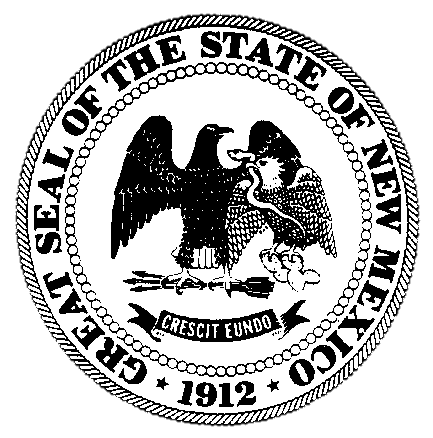 GREAT SEAL OF THE STATE OF NEW MEXICO
CRESCIT EUNDO
★ 1912 ★